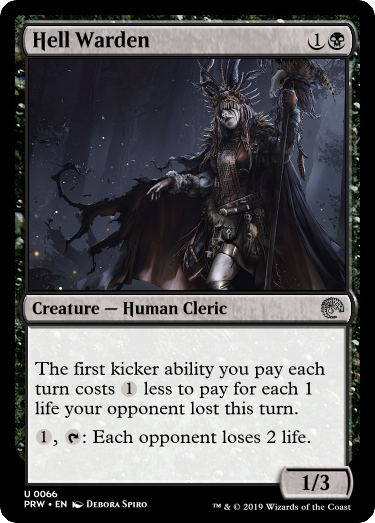 Hell Warden 1
Creature — Human Cleric
The first kicker ability you pay each
turn costs 1 less to pay for each 1
life your opponent lost this turn.
1, : Each opponent loses 2 life.
1/3
U 0066
PRW • EN Debora Spiro
™ & © 2019 Wizards of the Coast